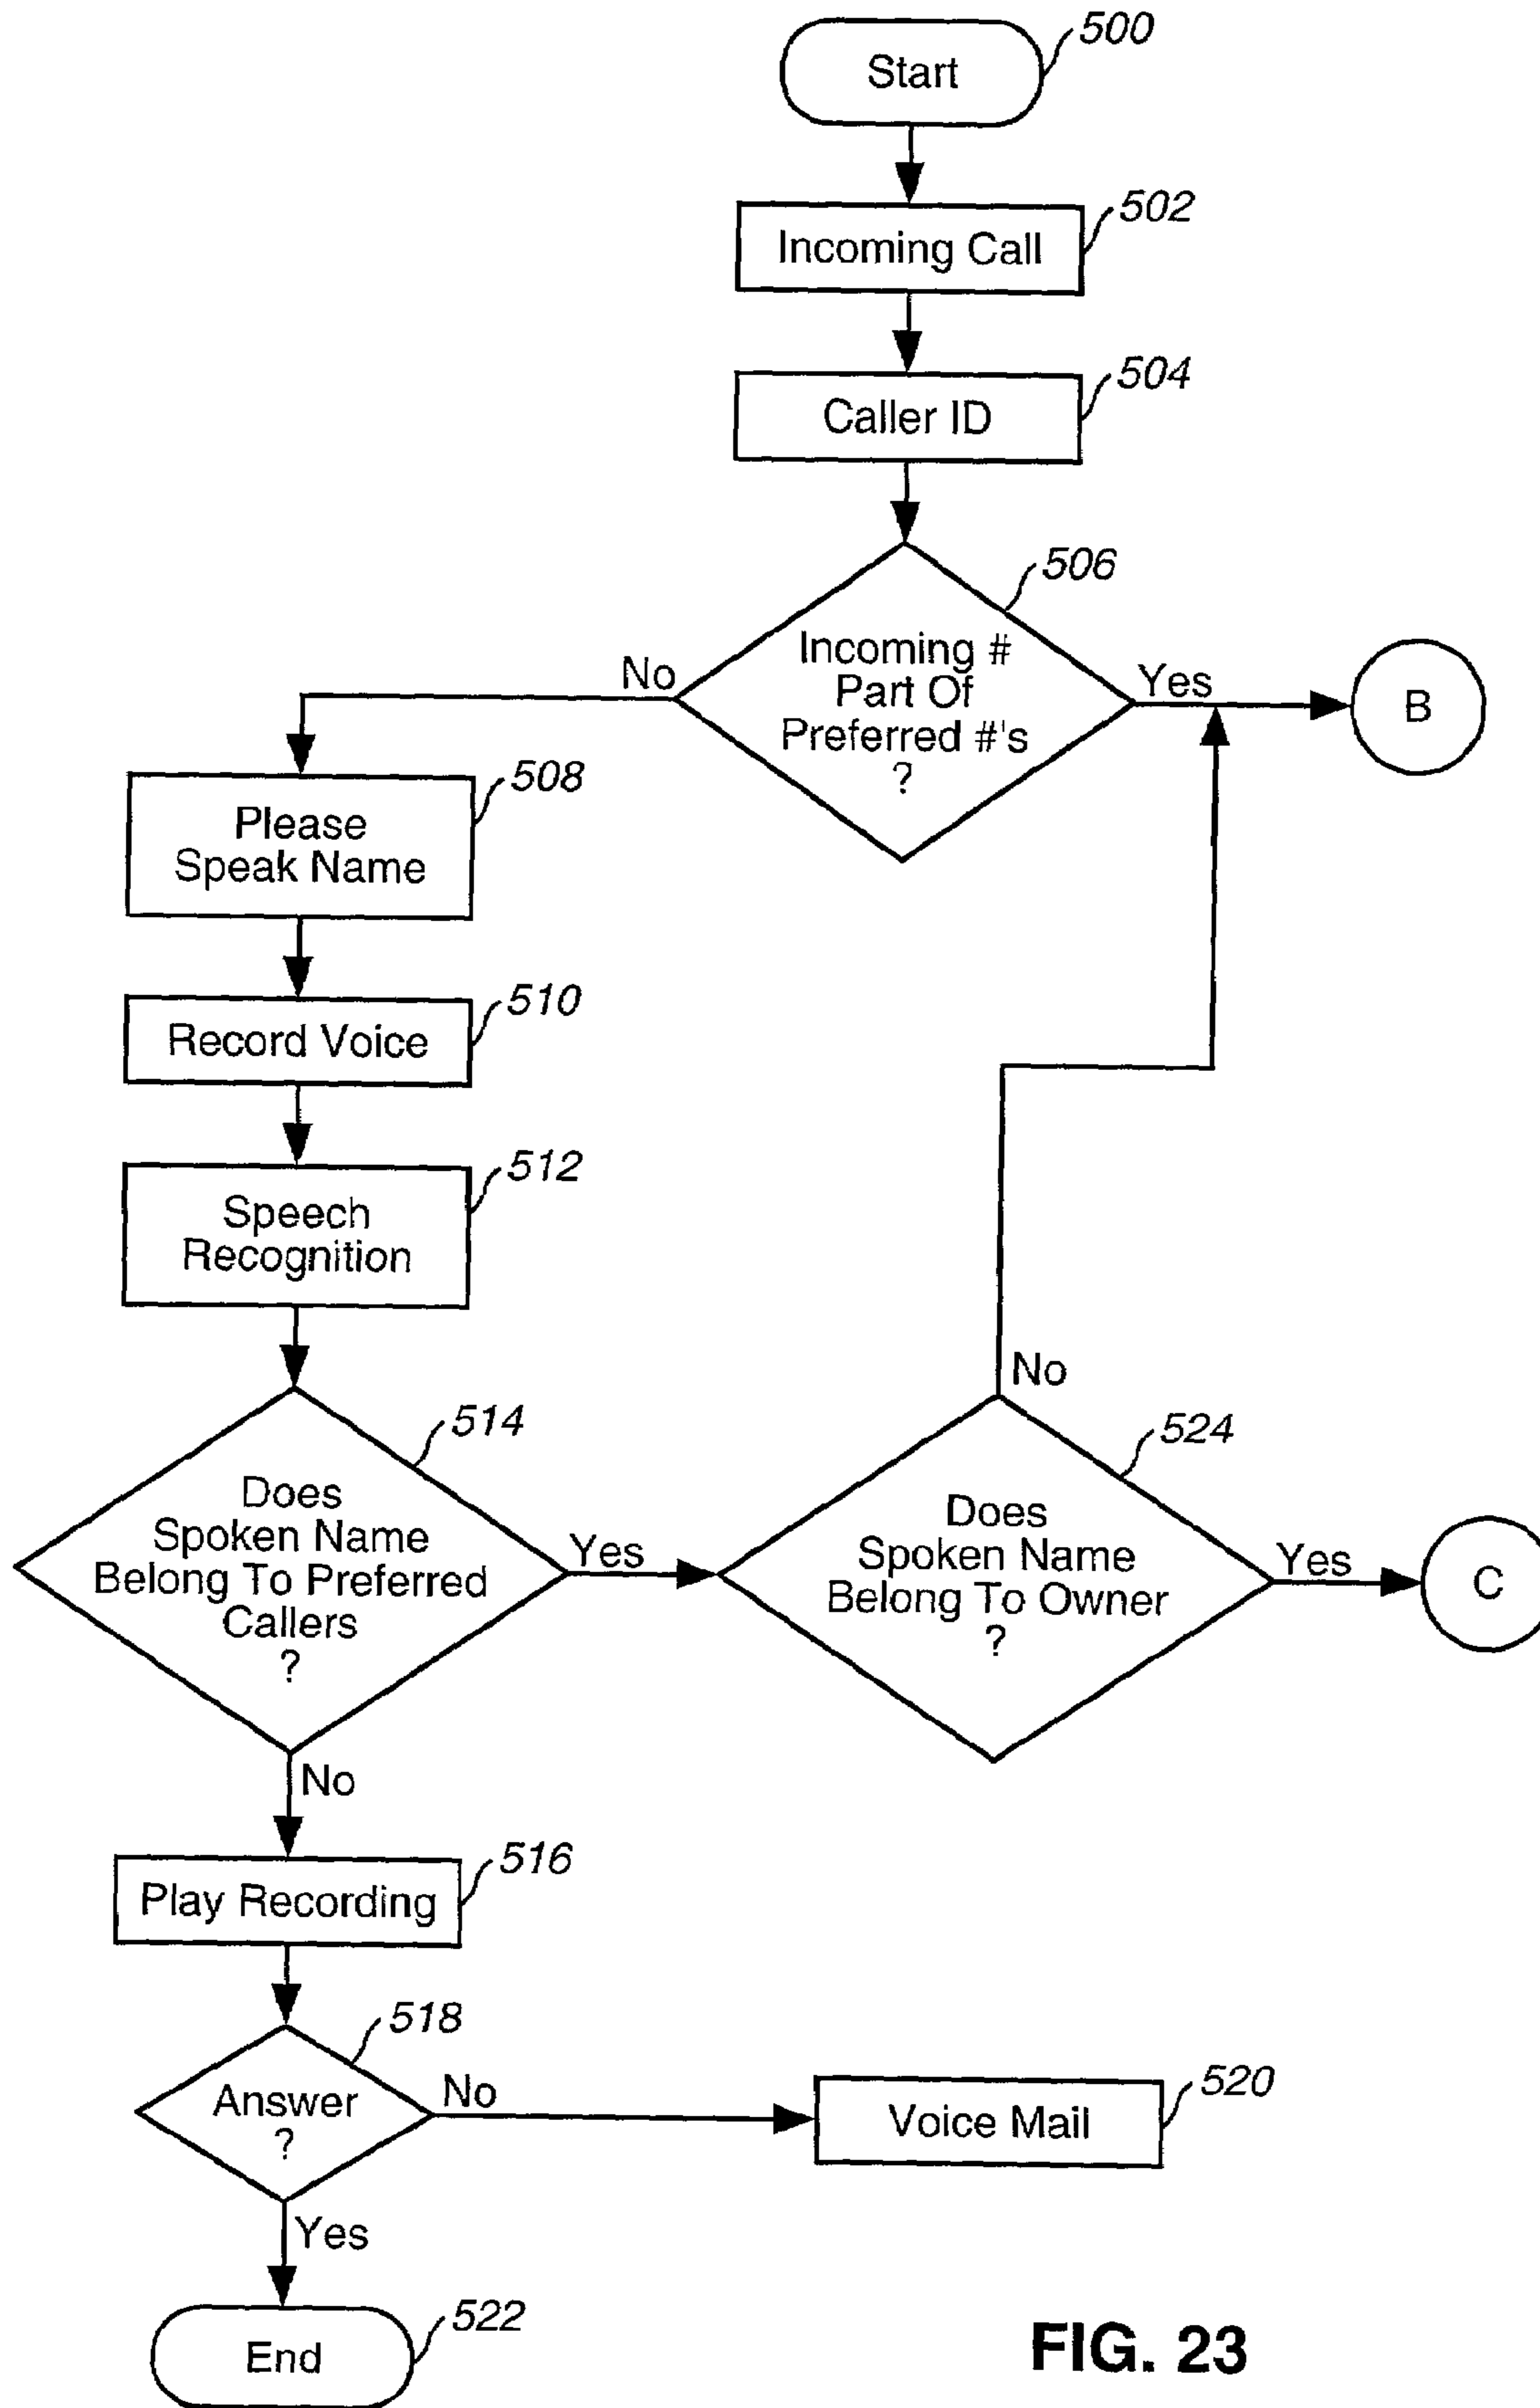 500
Start
502
Incoming Call
504
Caller ID
506
Incoming #
Part Of
Preferred #'s
?
No
Yes
B
508
Please
Speak Name
510
Record Voice
512
Speech
Recognition
514
Does
Spoken Name
Belong To Preferred
Callers
?
Yes
No
524
Does
Spoken Name
Belong To Owner
?
No
Yes
C
516
Play Recording
518
Answer
?
No
520
Voice Mail
Yes
522
End
FIG. 23